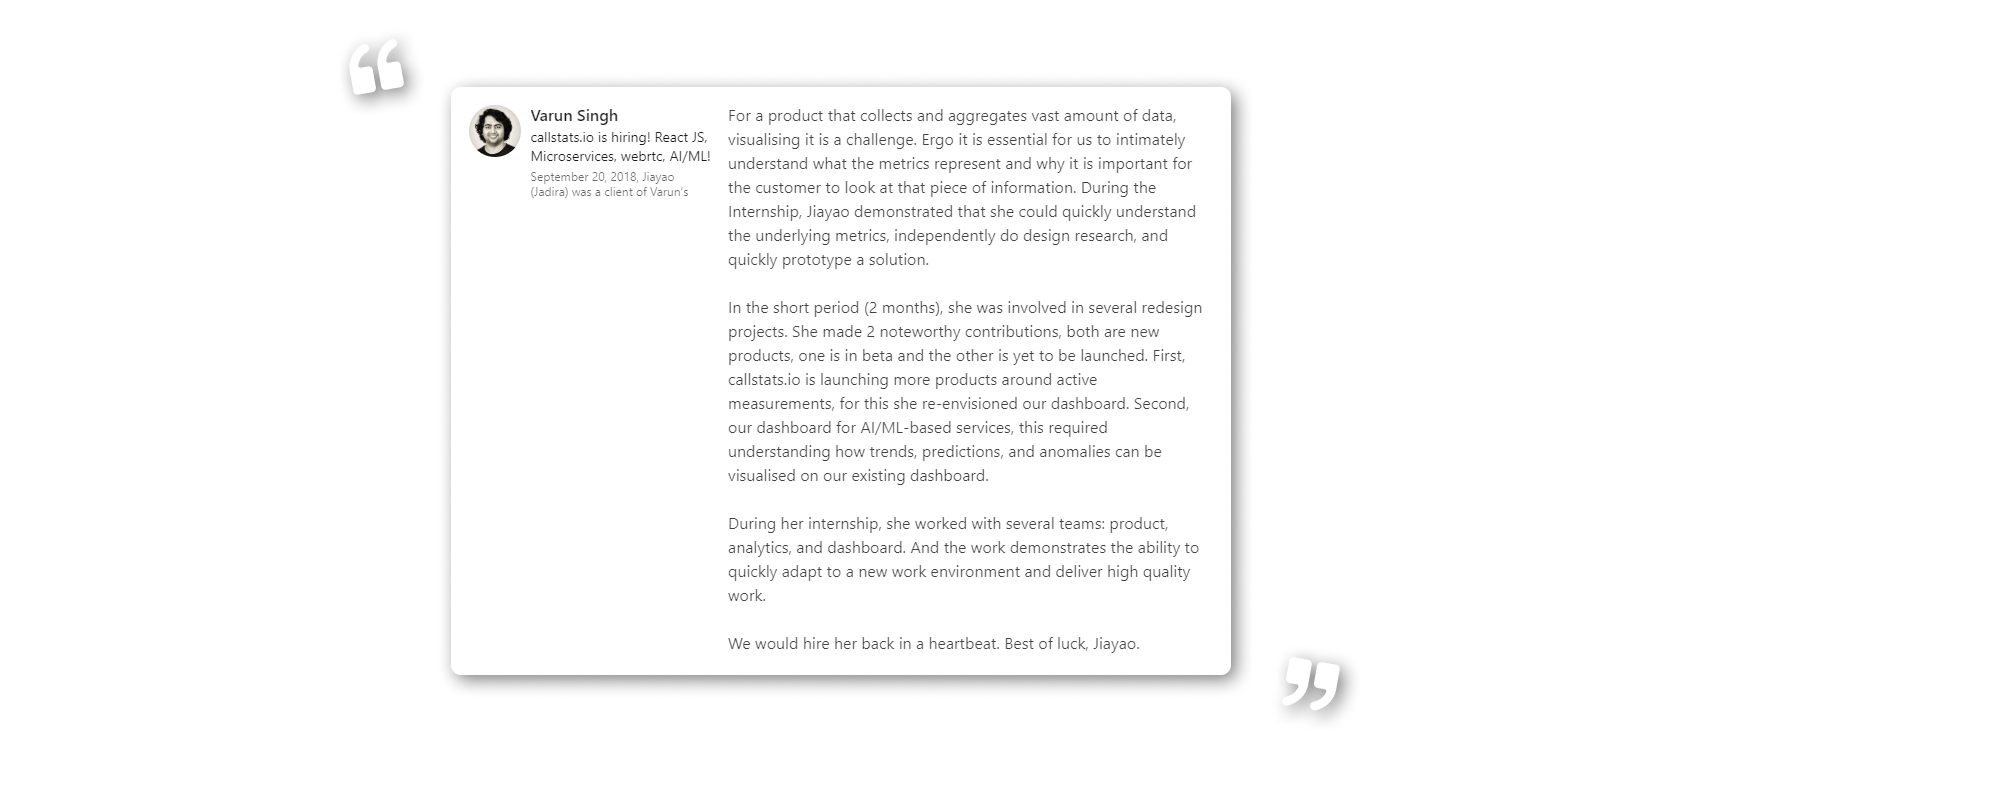 Varun Singh
callstats.io is hiring! React JS,
Microservices, webrtc, AI/ML!
September 20, 2018, Jiayao
(Jadira) was a client of Varun's
For a product that collects and aggregates vast amount of data,
visualising it is a challenge. Ergo it is essential for us to intimately
understand what the metrics represent and why it is important for
the customer to look at that piece of information. During the
Internship, Jiayao demonstrated that she could quickly understand
the underlying metrics, independently do design research, and
quickly prototype a solution.
In the short period (2 months), she was involved in several redesign
projects. She made 2 noteworthy contributions, both are new
products, one is in beta and the other is yet to be launched. First,
callstats.io is launching more products around active
measurements, for this she re-envisioned our dashboard. Second,
our dashboard for AI/ML-based services, this required
understanding how trends, predictions, and anomalies can be
visualised on our existing dashboard.
During her internship, she worked with several teams: product,
analytics, and dashboard. And the work demonstrates the ability to
quickly adapt to a new work environment and deliver high quality
work.
We would hire her back in a heartbeat. Best of luck, Jiayao.